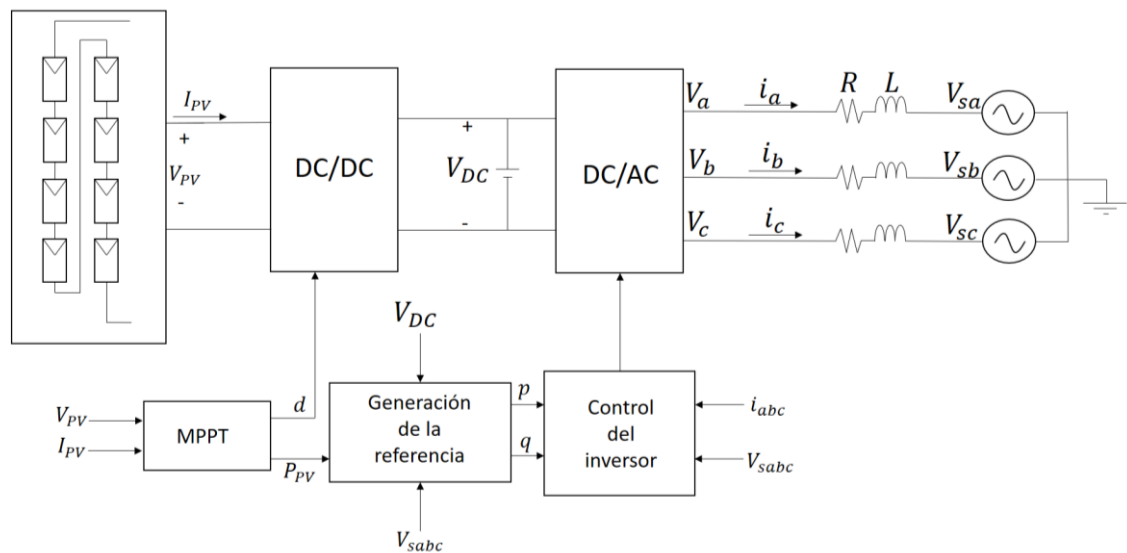 I_PV
+
V_PV
-
DC/DC
+
V_DC
-
DC/AC
V_a
i_a
R
L
V_sa
V_b
i_b
V_sb
V_c
i_c
V_sc
V_DC
V_PV
I_PV
MPPT
d
P_PV
Generación
de la
referencia
p
q
V_sabc
Control
del
inversor
i_abc
V_sabc